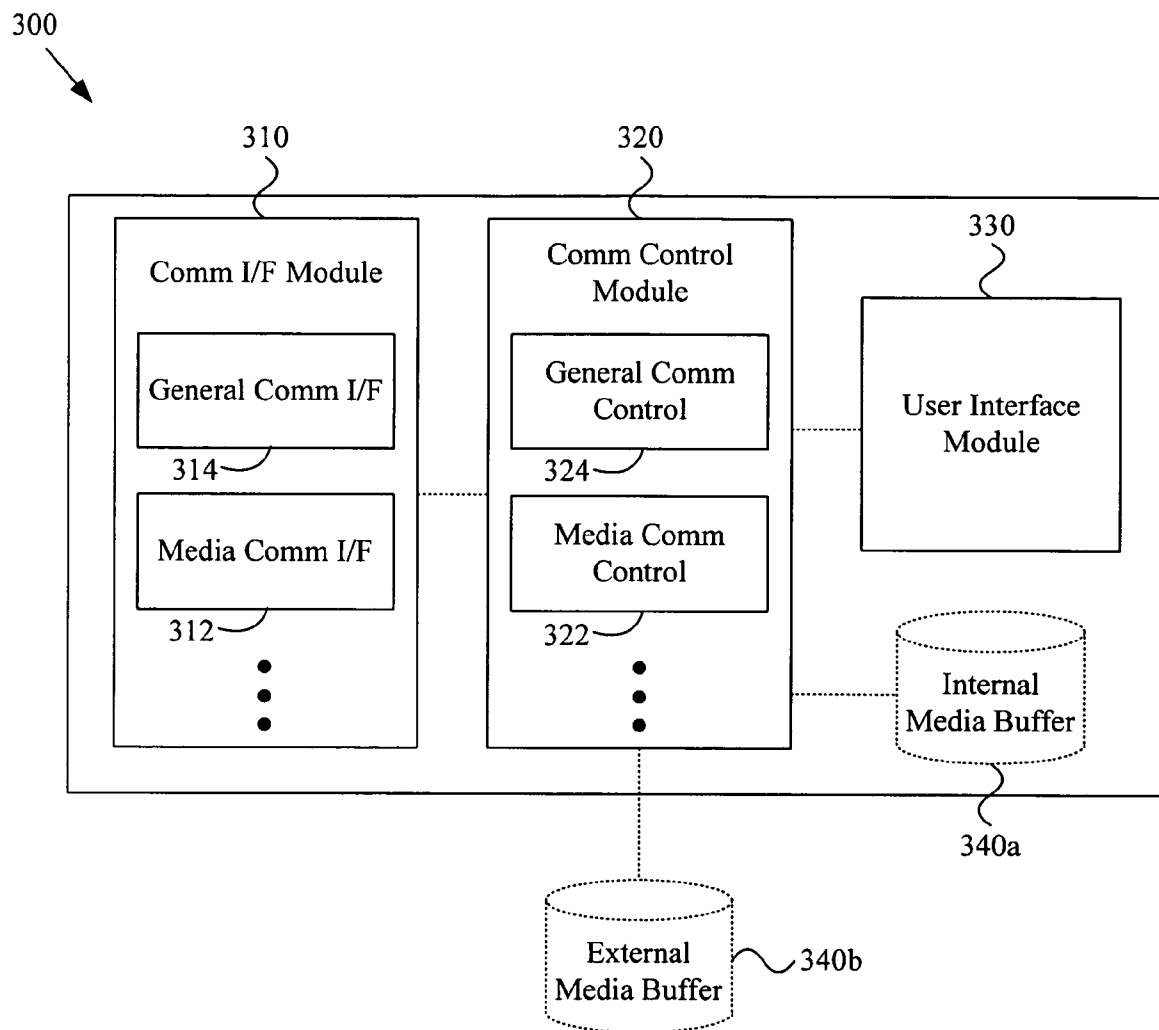 300
310
320
330
Comm I/F Module
Comm Control
Module
General Comm I/F
General Comm
Control
User Interface
Module
314
324
Media Comm I/F
Media Comm
Control
312
322
Internal
Media Buffer
340a
External
Media Buffer
340b